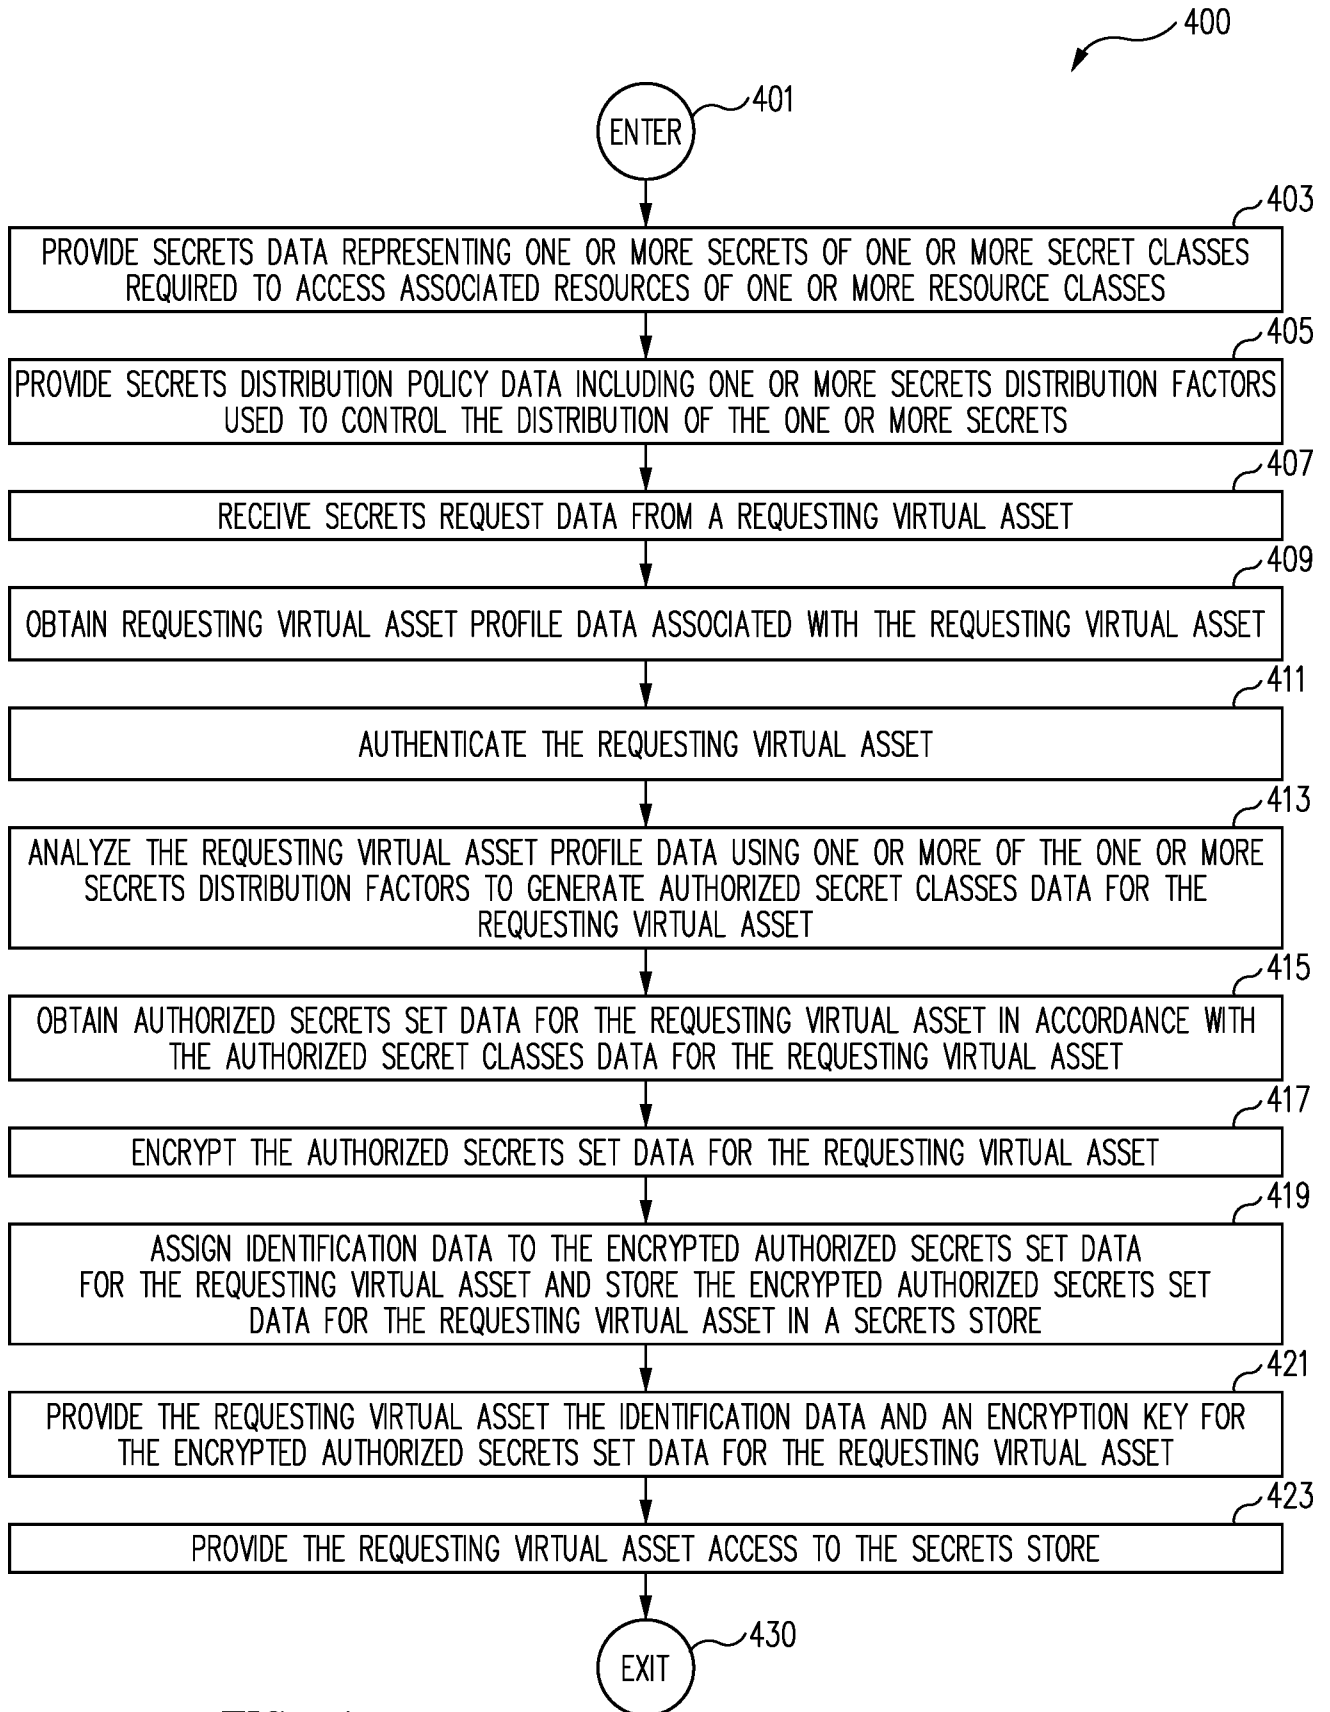 400
401
ENTER
403
PROVIDE SECRETS DATA REPRESENTING ONE OR MORE SECRETS OF ONE OR MORE SECRET CLASSES
REQUIRED TO ACCESS ASSOCIATED RESOURCES OF ONE OR MORE RESOURCE CLASSES
405
PROVIDE SECRETS DISTRIBUTION POLICY DATA INCLUDING ONE OR MORE SECRETS DISTRIBUTION FACTORS
USED TO CONTROL THE DISTRIBUTION OF THE ONE OR MORE SECRETS
407
RECEIVE SECRETS REQUEST DATA FROM A REQUESTING VIRTUAL ASSET
409
OBTAIN REQUESTING VIRTUAL ASSET PROFILE DATA ASSOCIATED WITH THE REQUESTING VIRTUAL ASSET
411
AUTHENTICATE THE REQUESTING VIRTUAL ASSET
413
ANALYZE THE REQUESTING VIRTUAL ASSET PROFILE DATA USING ONE OR MORE OF THE ONE OR MORE
SECRETS DISTRIBUTION FACTORS TO GENERATE AUTHORIZED SECRET CLASSES DATA FOR THE
REQUESTING VIRTUAL ASSET
415
OBTAIN AUTHORIZED SECRETS SET DATA FOR THE REQUESTING VIRTUAL ASSET IN ACCORDANCE WITH
THE AUTHORIZED SECRET CLASSES DATA FOR THE REQUESTING VIRTUAL ASSET
417
ENCRYPT THE AUTHORIZED SECRETS SET DATA FOR THE REQUESTING VIRTUAL ASSET
419
ASSIGN IDENTIFICATION DATA TO THE ENCRYPTED AUTHORIZED SECRETS SET DATA
FOR THE REQUESTING VIRTUAL ASSET AND STORE THE ENCRYPTED AUTHORIZED SECRETS SET
DATA FOR THE REQUESTING VIRTUAL ASSET IN A SECRETS STORE
421
PROVIDE THE REQUESTING VIRTUAL ASSET THE IDENTIFICATION DATA AND AN ENCRYPTION KEY FOR
THE ENCRYPTED AUTHORIZED SECRETS SET DATA FOR THE REQUESTING VIRTUAL ASSET
423
PROVIDE THE REQUESTING VIRTUAL ASSET ACCESS TO THE SECRETS STORE
430
EXIT